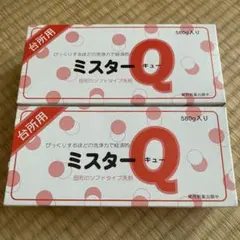 台所用
500g入り
びっくりするほどの洗浄力で経済的
ミスターQ
キュー
固形のソフトタイプ洗剤
台所用
500g入り
びっくりするほどの洗浄力で経済的
ミスターQ
キュー
固形のソフトタイプ洗剤